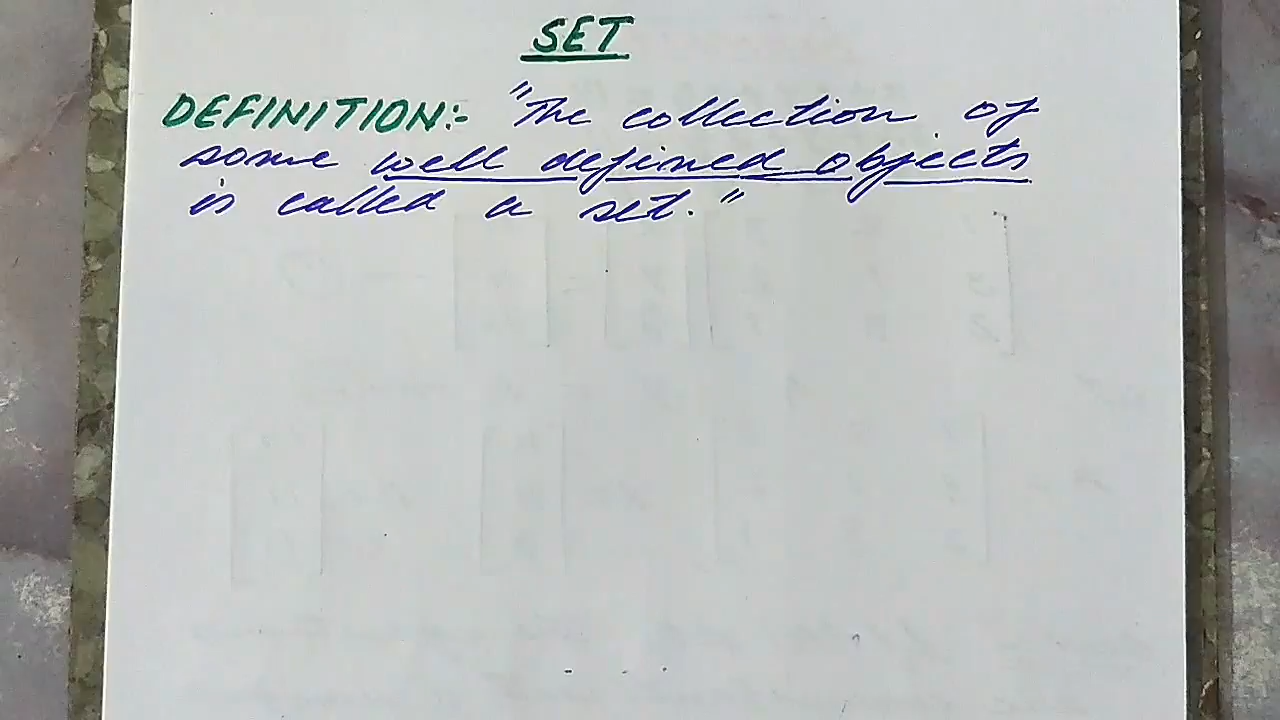 SET
DEFINITION:- "The collection of
some well defined objects
is called a set."